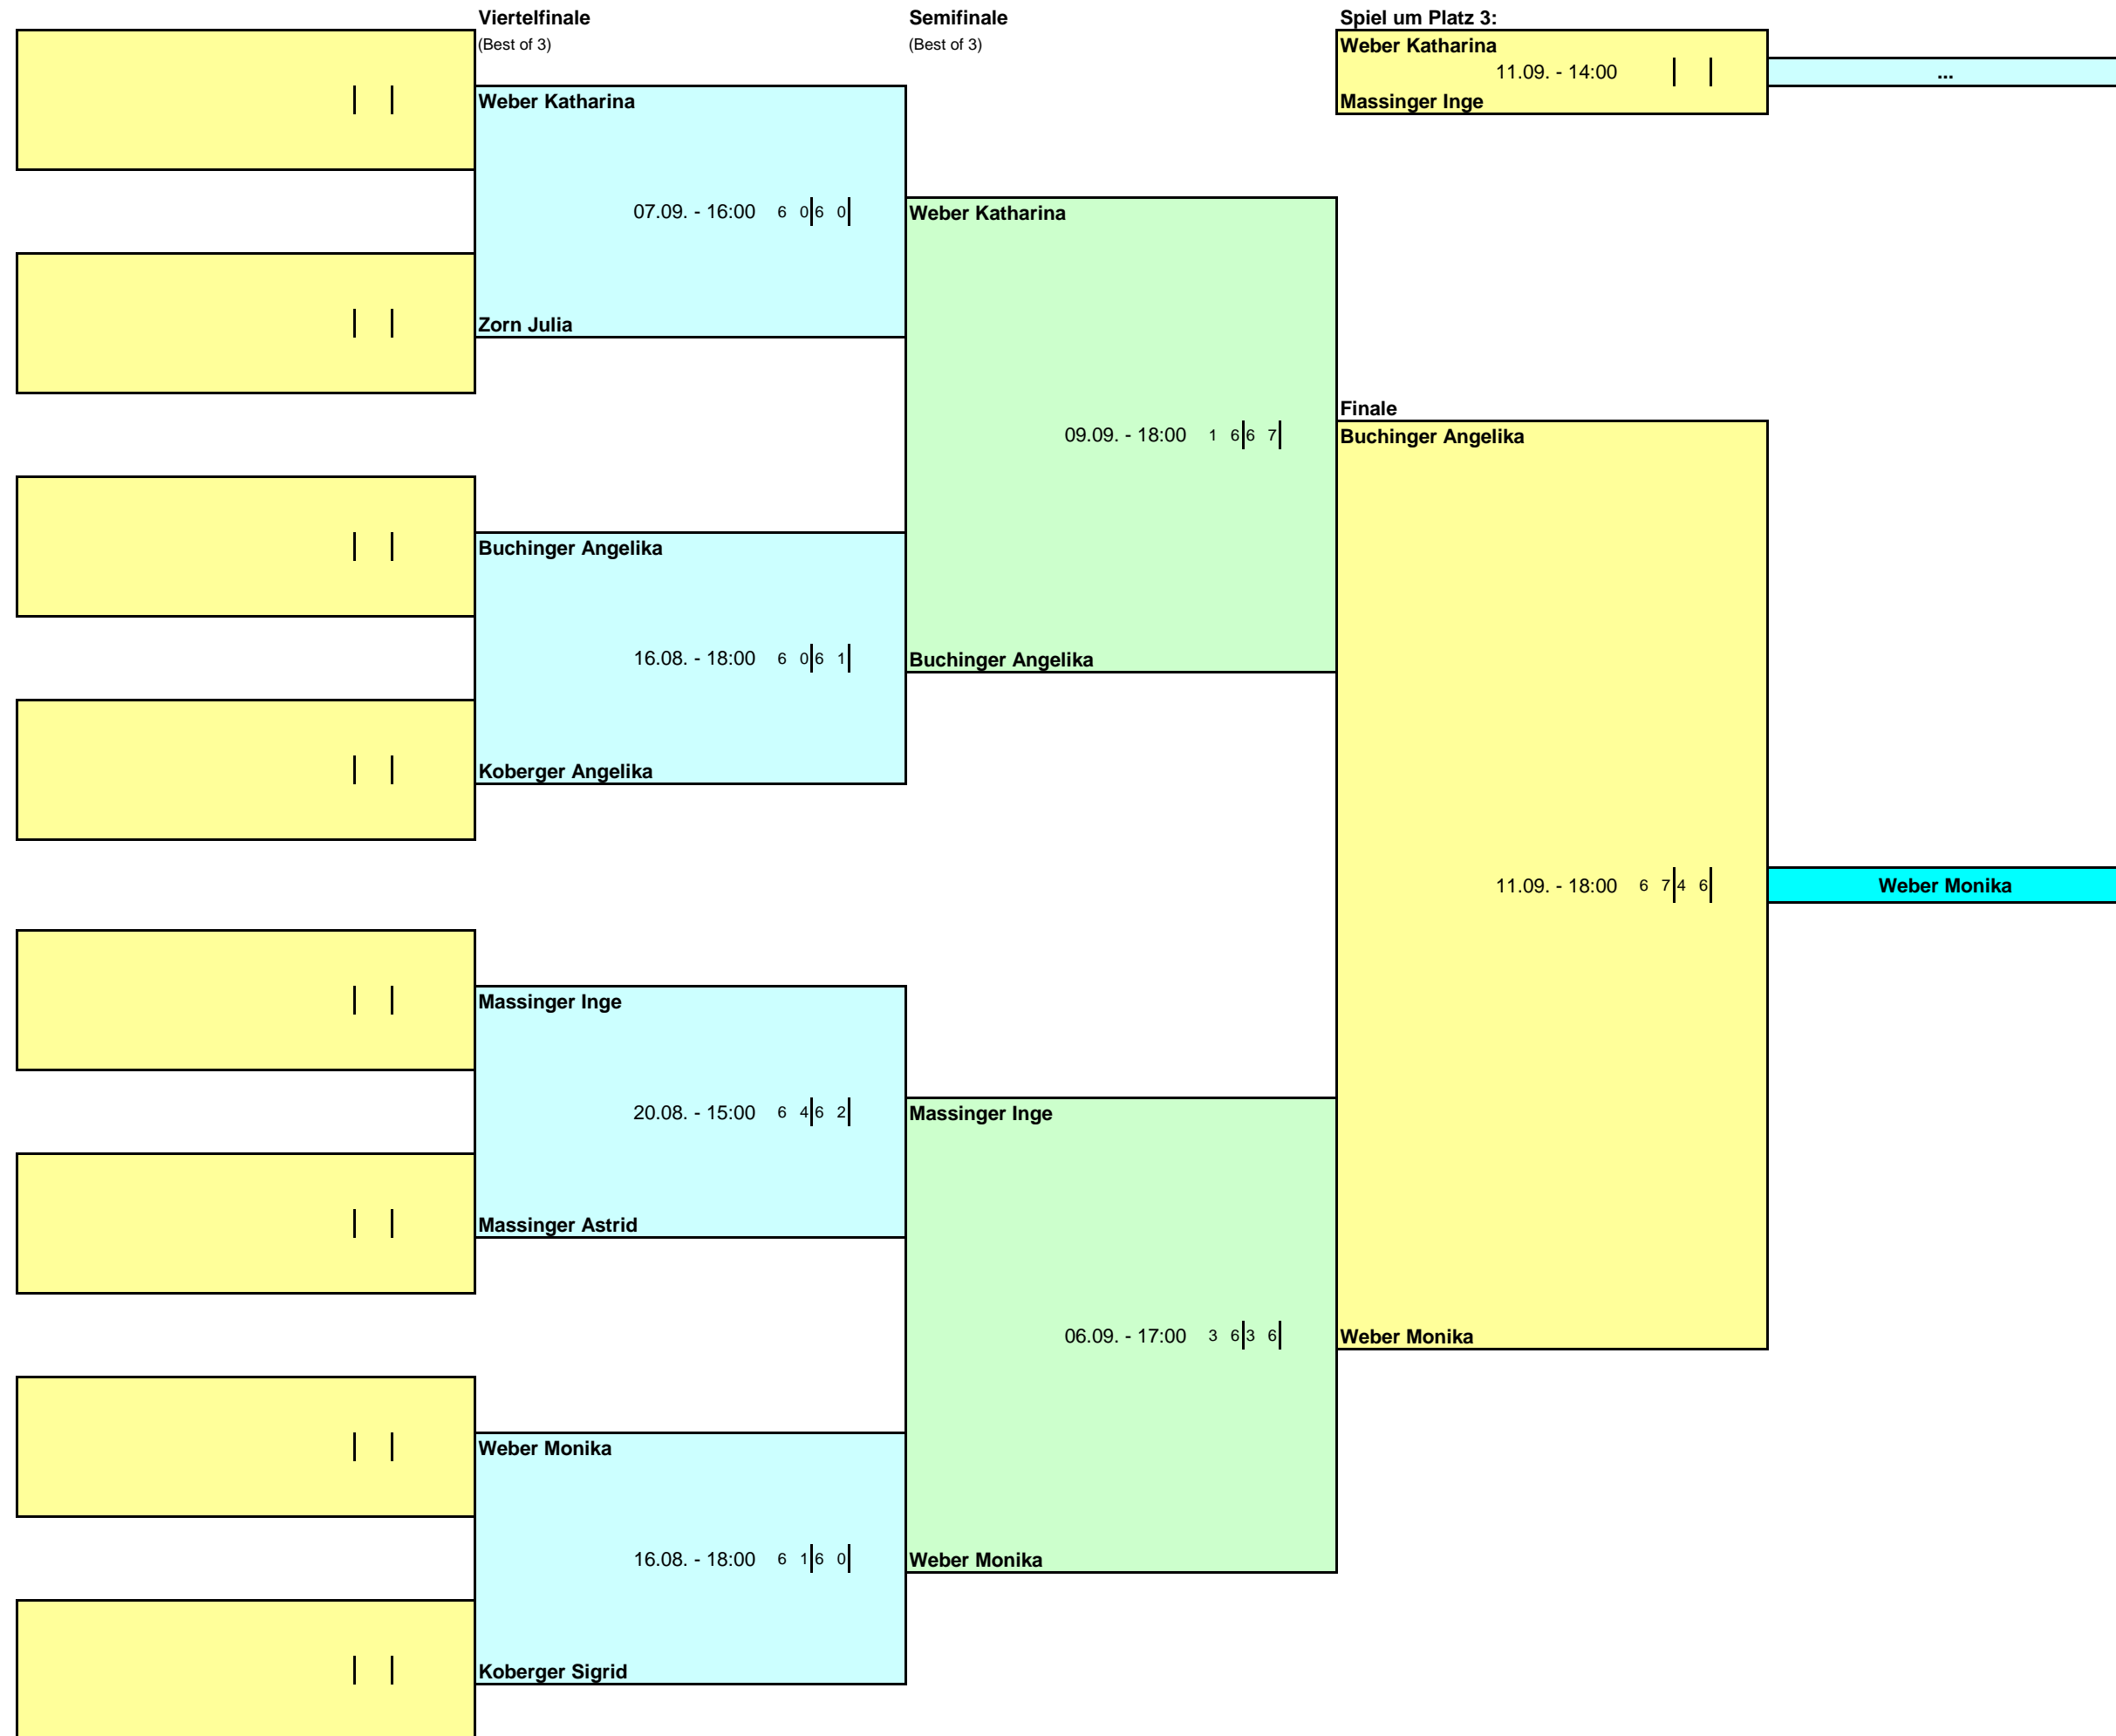 Viertelfinale
(Best of 3)
Semifinale
(Best of 3)
Spiel um Platz 3:
Weber Katharina
11.09. - 14:00
...
Massinger Inge
Weber Katharina
07.09. - 16:00 6 0 6 0
Zorn Julia
Buchinger Angelika
16.08. - 18:00 6 0 6 1
Koberger Angelika
Massinger Inge
20.08. - 15:00 6 4 6 2
Massinger Astrid
Weber Monika
16.08. - 18:00 6 1 6 0
Koberger Sigrid
Weber Katharina
09.09. - 18:00 1 6 6 7
Buchinger Angelika
Massinger Inge
06.09. - 17:00 3 6 3 6
Weber Monika
Finale
Buchinger Angelika
11.09. - 18:00 6 7 4 6
Weber Monika
Weber Monika